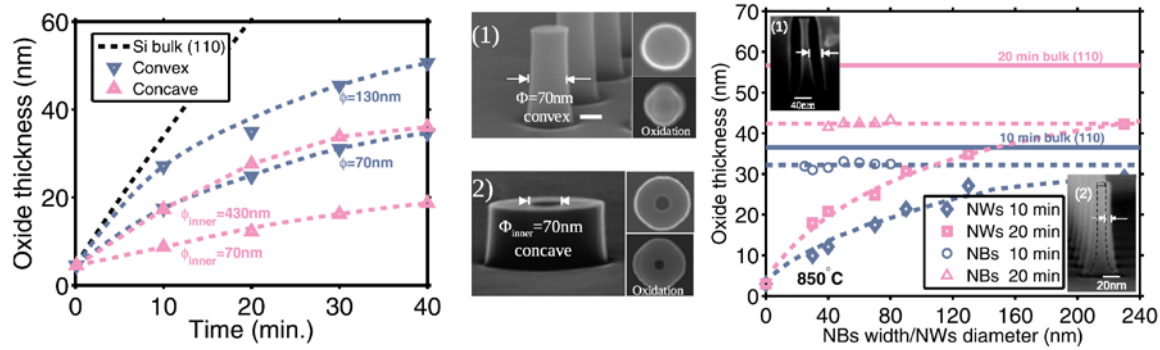 60
40
20
0
0
10
20
30
40
Oxide thickness (nm)
Time (min.)
Si bulk (110)
Convex
Concave
ϕ=130nm
ϕ=70nm
ϕinner=430nm
ϕinner=70nm
(1)
Φ=70nm
convex
Oxidation
2)
Φinner=70nm
concave
Oxidation
70
60
50
40
30
20
10
0
0
40
80
120
160
200
240
Oxide thickness (nm)
NBs width/NWs diameter (nm)
(1)
40nm
20 min bulk (110)
10 min bulk (110)
850°C
NWs 10 min
NWs 20 min
NBs 10 min
NBs 20 min
(2)
20nm